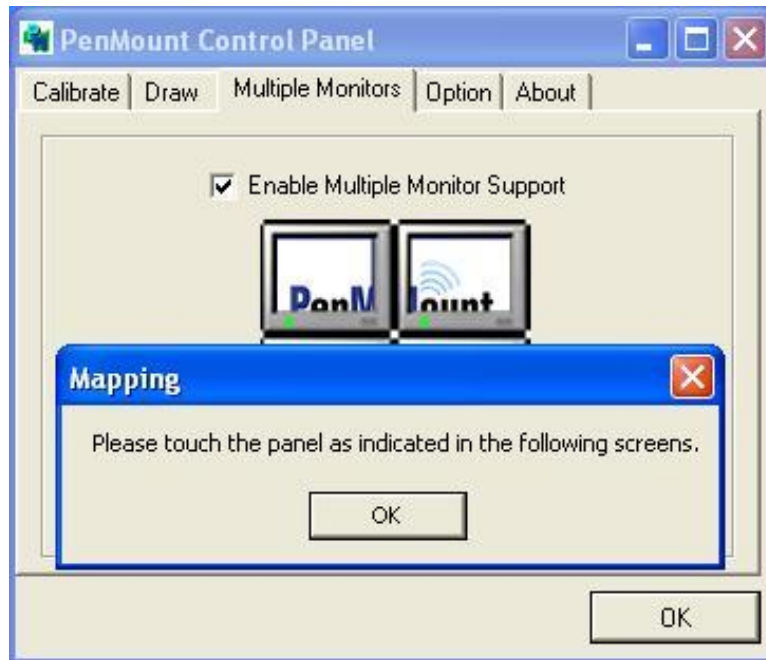 PenMount Control Panel
Calibrate Draw Multiple Monitors Option About
Enable Multiple Monitor Support
PenMount
Mapping
Please touch the panel as indicated in the following screens.
OK
OK